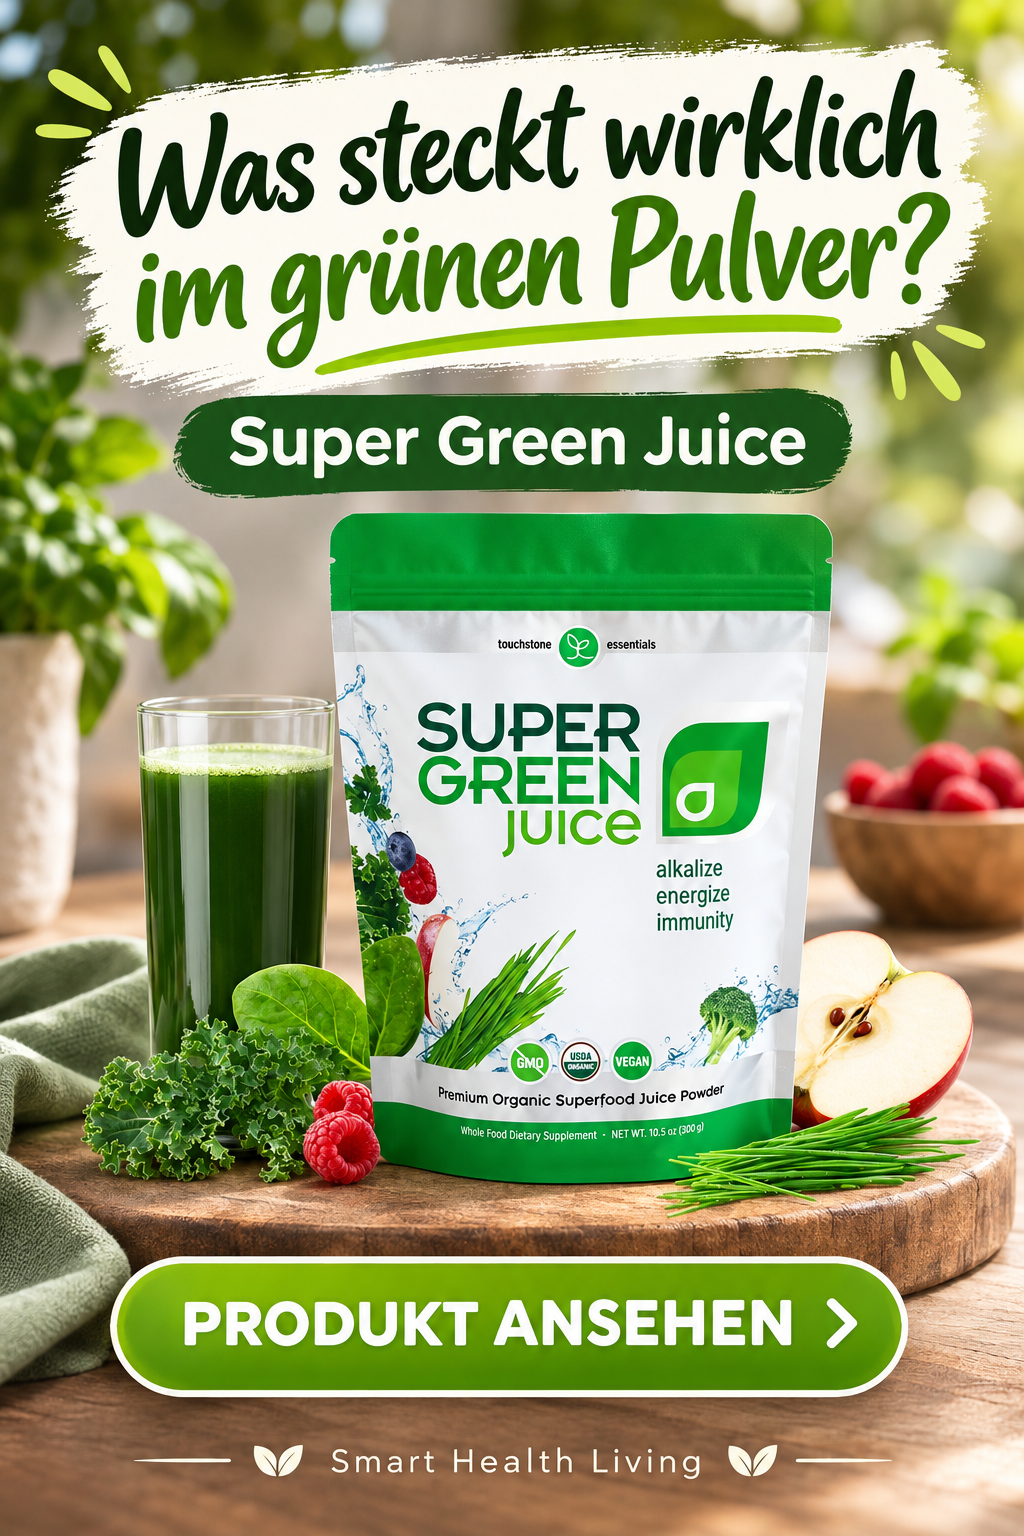 Was steckt wirklich
im grünen Pulver?
Super Green Juice
touchstone essentials
SUPER
GREEN
juice
alkalize
energize
immunity
GMO
USDA
ORGANIC
VEGAN
Premium Organic Superfood Juice Powder
Whole Food Dietary Supplement • NET WT. 10.5 oz (300 g)
PRODUKT ANSEHEN
Smart Health Living